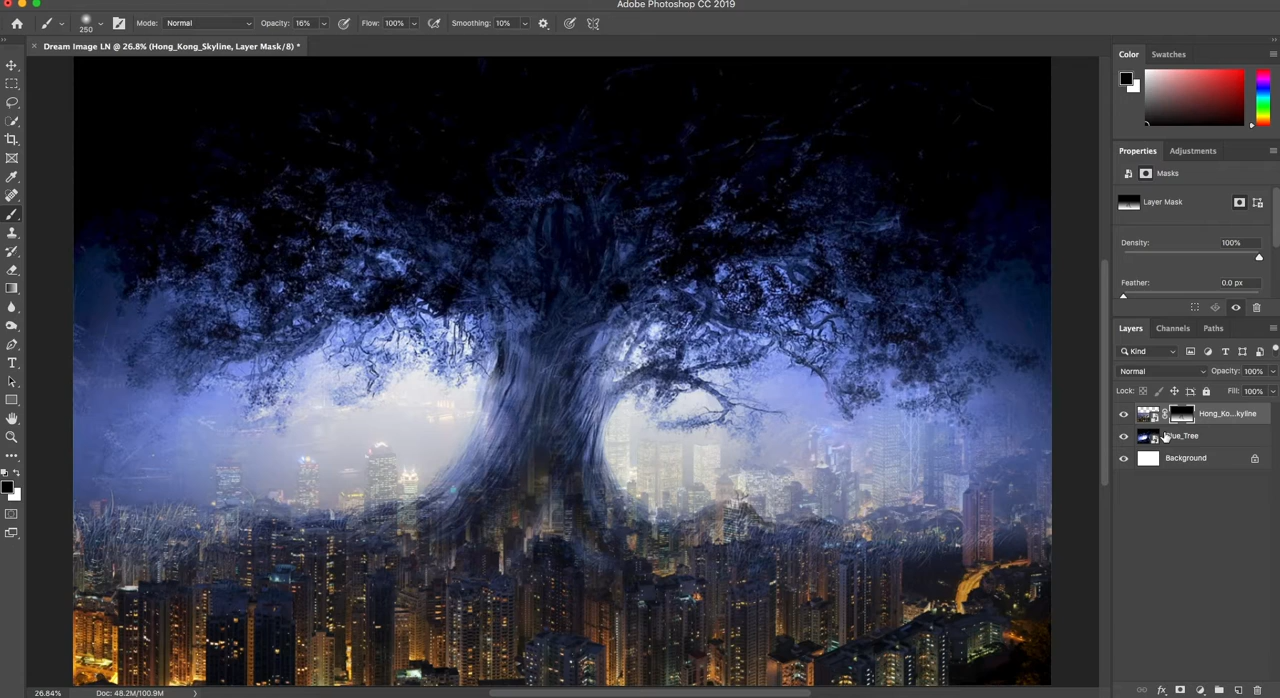 Adobe Photoshop CC 2019
250
Mode: Normal
Opacity: 16%
Flow: 100%
Smoothing: 10%
Dream Image LN @ 26.8% (Hong_Kong_Skyline, Layer Mask/8) *
Color
Swatches
Properties
Adjustments
Masks
Layer Mask
Density: 100%
Feather: 0.0 px
Layers
Channels
Paths
Kind
Normal
Opacity: 100%
Lock:
Fill: 100%
Hong_Ko...kyline
lue_Tree
Background
26.84%
Doc: 48.2M/100.9M